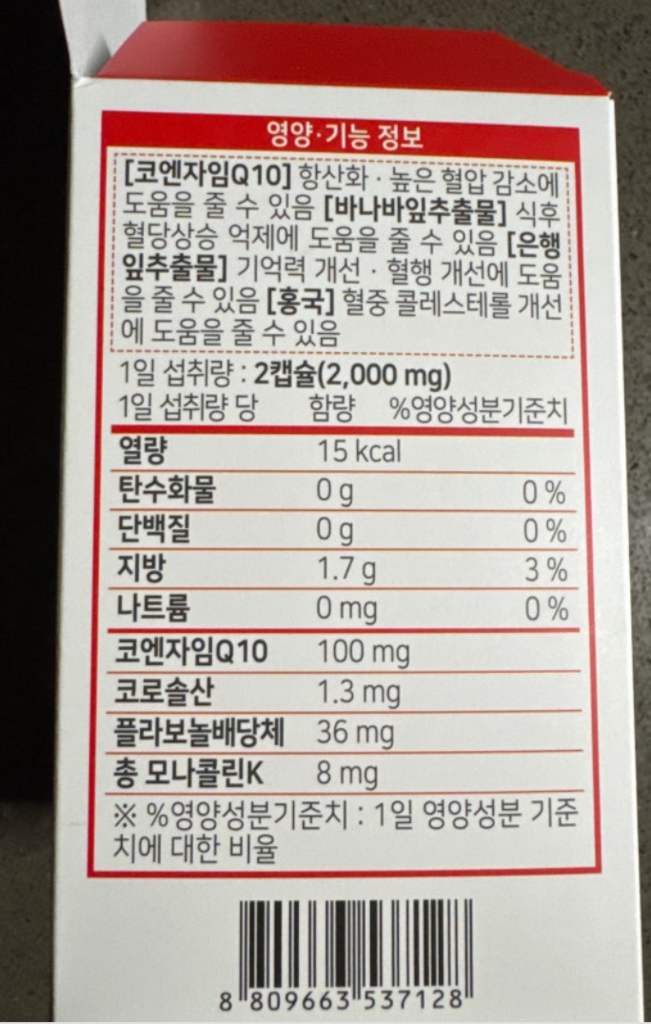 영양·기능 정보
[코엔자임Q10] 항산화 · 높은 혈압 감소에
도움을 줄 수 있음 [바나바잎추출물] 식후
혈당상승 억제에 도움을 줄 수 있음 [은행
잎추출물] 기억력 개선 · 혈행 개선에 도움
을 줄 수 있음 [홍국] 혈중 콜레스테롤 개선
에 도움을 줄 수 있음
1일 섭취량 : 2캡슐(2,000 mg)
1일 섭취량 당 함량 %영양성분기준치
열량 15 kcal
탄수화물 0 g 0 %
단백질 0 g 0 %
지방 1.7 g 3 %
나트륨 0 mg 0 %
코엔자임Q10 100 mg
코로솔산 1.3 mg
플라보놀배당체 36 mg
총 모나콜린K 8 mg
※ %영양성분기준치 : 1일 영양성분 기준
치에 대한 비율
8 809663 537128